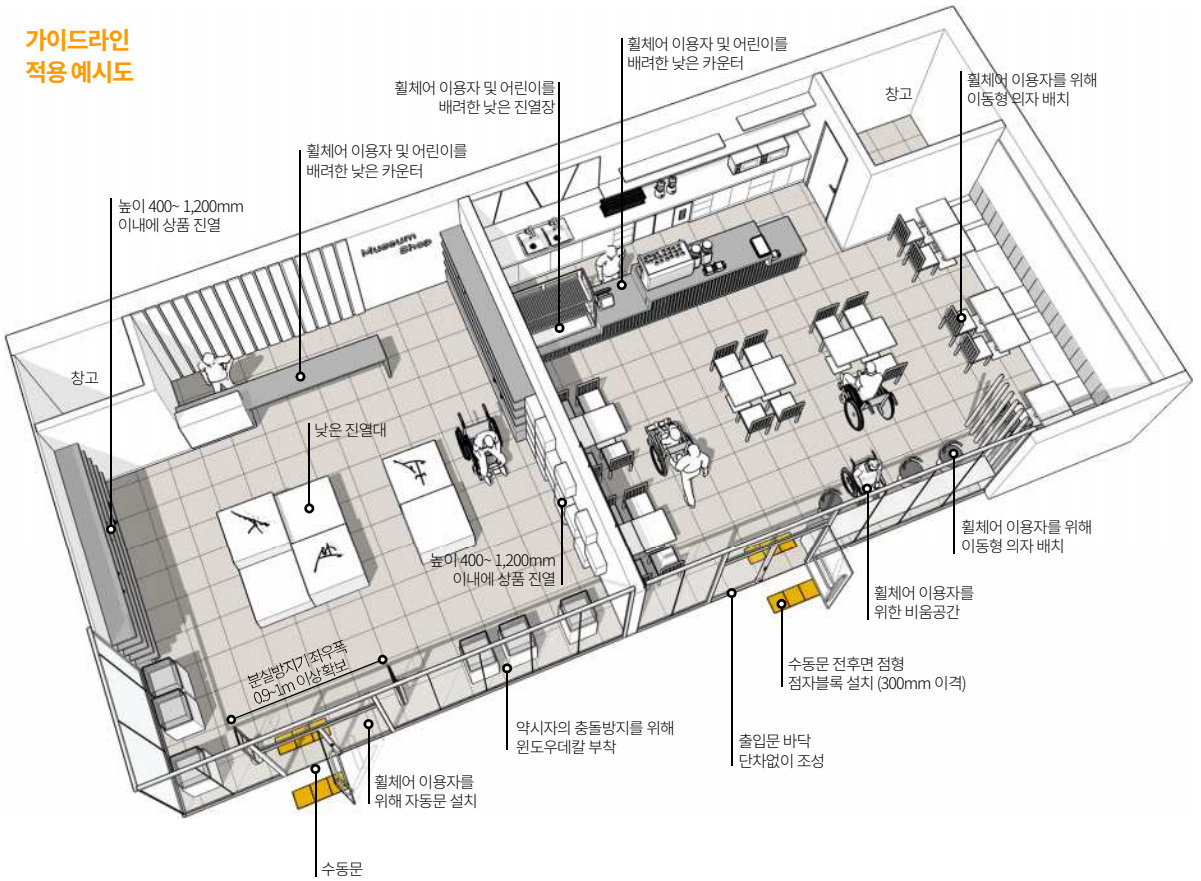 가이드라인
적용 예시도
휠체어 이용자 및 어린이를
배려한 낮은 카운터
휠체어 이용자 및 어린이를
배려한 낮은 진열장
창고
휠체어 이용자를 위해
이동형 의자 배치
휠체어 이용자 및 어린이를
배려한 낮은 카운터
높이 400~ 1,200mm
이내에 상품 진열
Museum
Shop
창고
낮은 진열대
높이 400~ 1,200mm
이내에 상품 진열
휠체어 이용자를 위해
이동형 의자 배치
휠체어 이용자를
위한 비움공간
분실방지기 좌우폭
0.9~1m 이상 확보
수동문 전후면 점형
점자블록 설치 (300mm 이격)
약시자의 충돌방지를 위해
윈도우데칼 부착
출입문 바닥
단차없이 조성
휠체어 이용자를
위해 자동문 설치
수동문